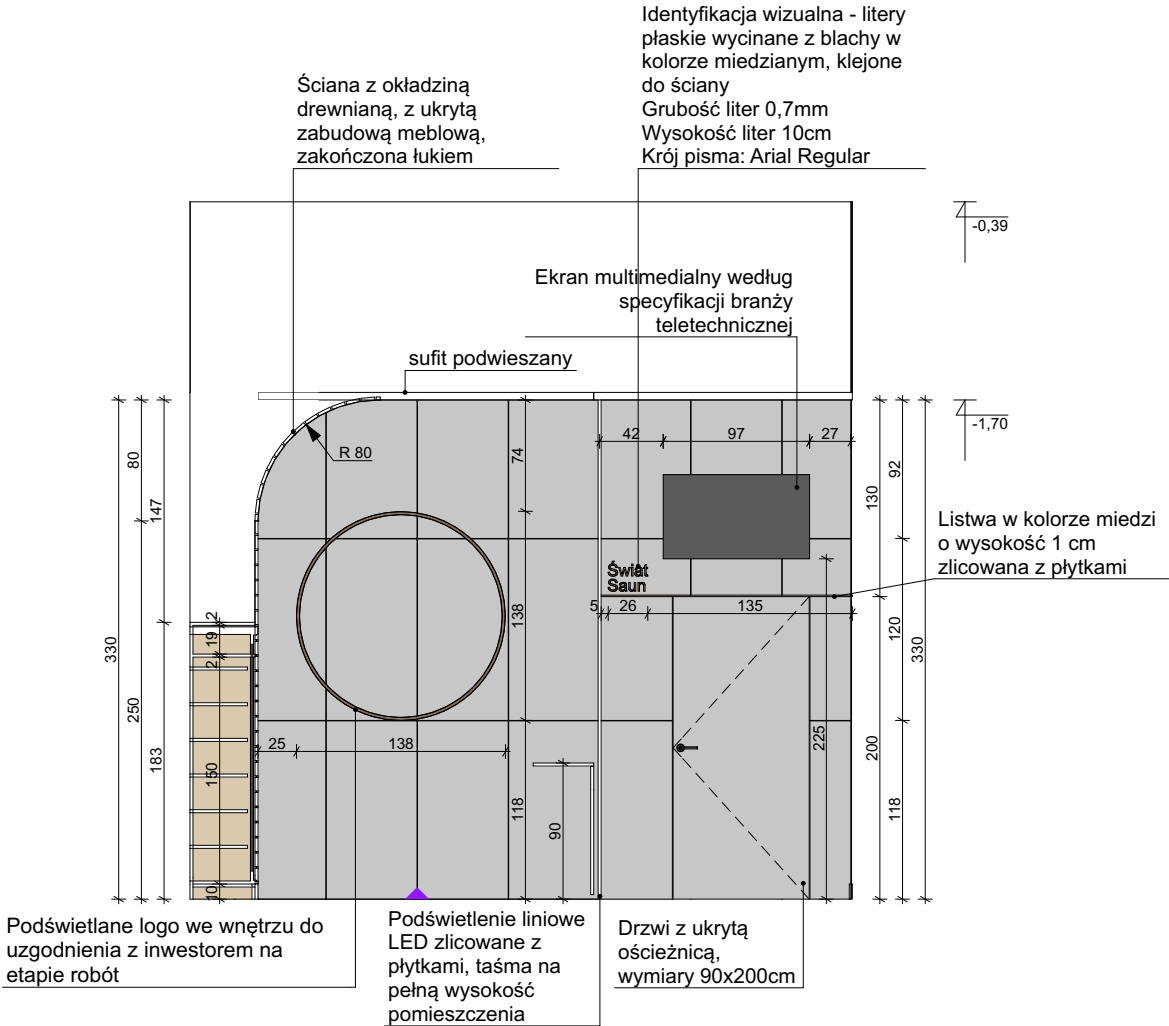 Identyfikacja wizualna - litery
płaskie wycinane z blachy w
kolorze miedzianym, klejone
do ściany
Grubość liter 0,7mm
Wysokość liter 10cm
Krój pisma: Arial Regular
Ściana z okładziną
drewnianą, z ukrytą
zabudową meblową,
zakończona łukiem
-0,39
Ekran multimedialny według
specyfikacji branży
teletechnicznej
sufit podwieszany
-1,70
42 97 27
R 80
80
147
74
92
130
Listwa w kolorze miedzi
o wysokość 1 cm
zlicowana z płytkami
Świat
Saun
5 26 135
330
250
183
2
19
2
150
10
138
120
330
25 138
225
200
118
90
118
Podświetlane logo we wnętrzu do
uzgodnienia z inwestorem na
etapie robót
Podświetlenie liniowe
LED zlicowane z
płytkami, taśma na
pełną wysokość
pomieszczenia
Drzwi z ukrytą
ościeżnicą,
wymiary 90x200cm